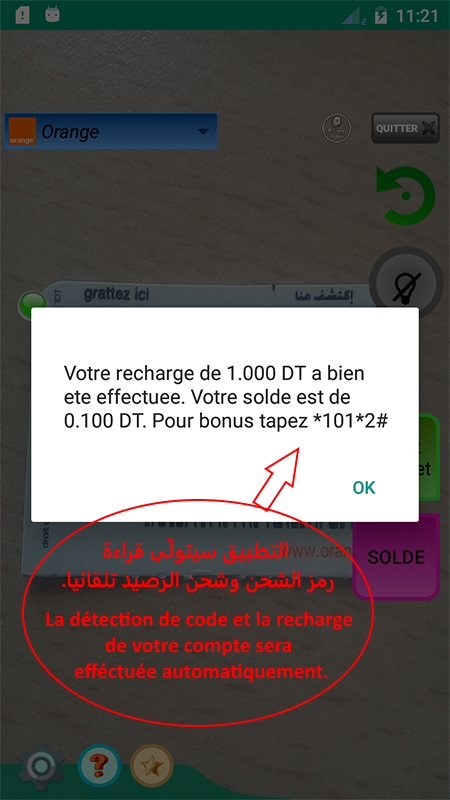 11:21
orange
Orange
QUITTER
grattez ici
إكتشف هنا
Votre recharge de 1.000 DT a bien
ete effectuee. Votre solde est de
0.100 DT. Pour bonus tapez *101*2#
OK
et
www.oran
SOLDE
التطبيق سيتولّى قراءة
رمز الشحن وشحن الرصيد تلقائيا.
La détection de code et la recharge
de votre compte sera
efféctuée automatiquement.